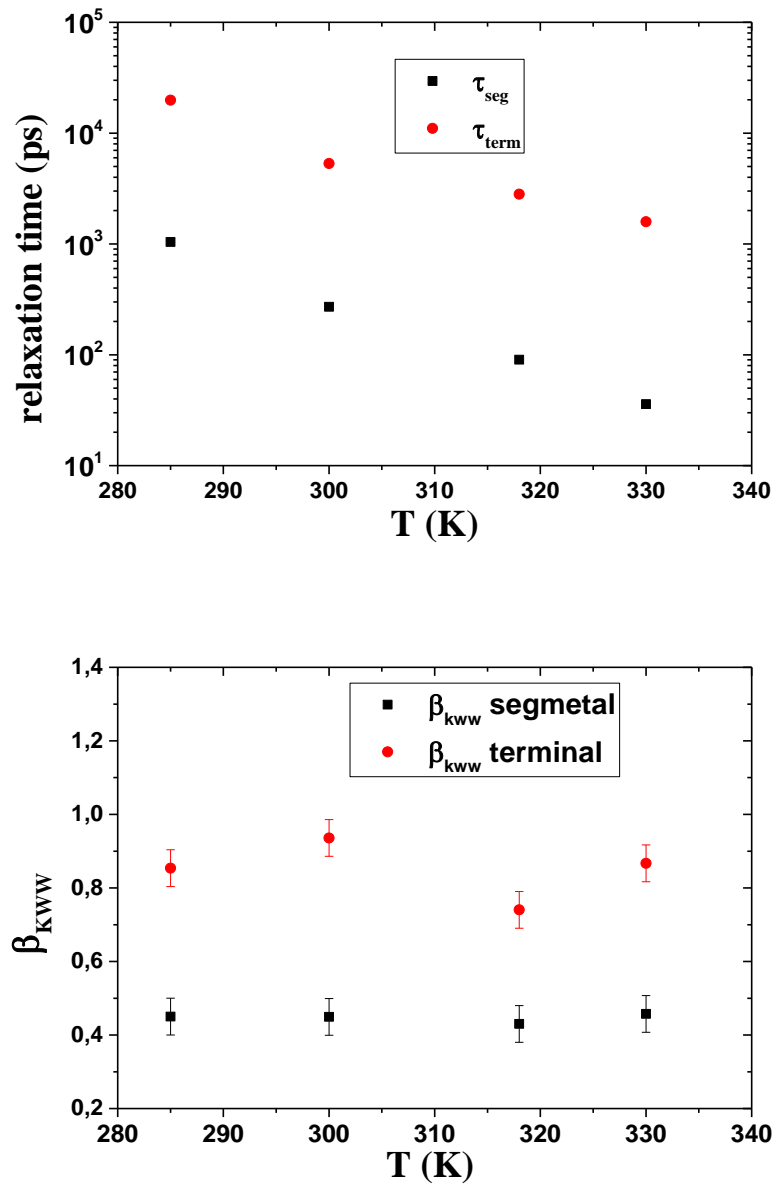 10⁵
10⁴
10³
10²
10¹
relaxation time (ps)
τseg
τterm
280 290 300 310 320 330 340
T (K)
1,4
1,2
1,0
0,8
0,6
0,4
0,2
βKWW
βkww segmetal
βkww terminal
280 290 300 310 320 330 340
T (K)